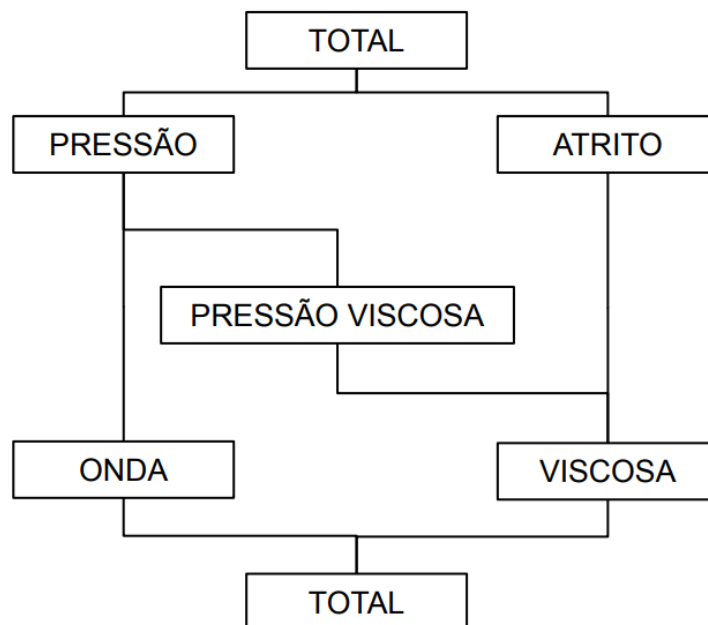 TOTAL
PRESSÃO
ATRITO
PRESSÃO VISCOSA
ONDA
VISCOSA
TOTAL